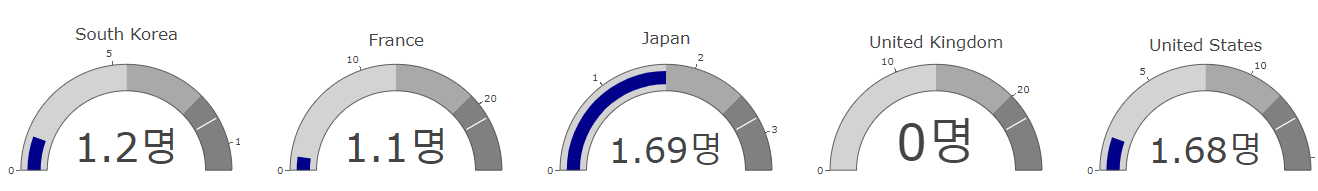 South Korea
0
5
1
1.2명
France
0
10
20
1.1명
Japan
0
1
2
3
1.69명
United Kingdom
0
10
20
0명
United States
0
5
10
1.68명